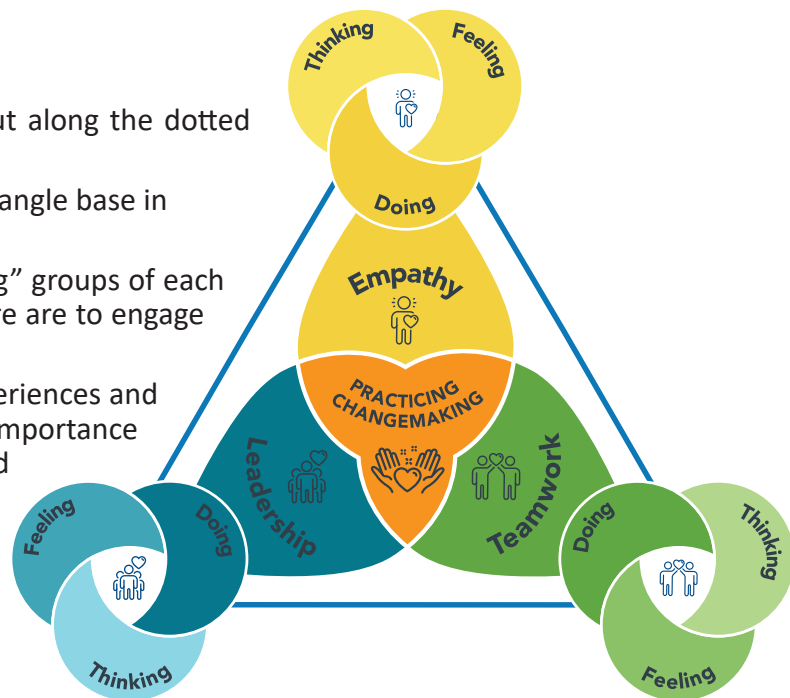 Thinking
Feeling
Doing
ut along the dotted
angle base in
g” groups of each
re are to engage
eriences and
mportance
d
Empathy
PRACTICING
CHANGEMAKING
Leadership
Teamwork
Feeling
Doing
Thinking
Doing
Thinking
Feeling